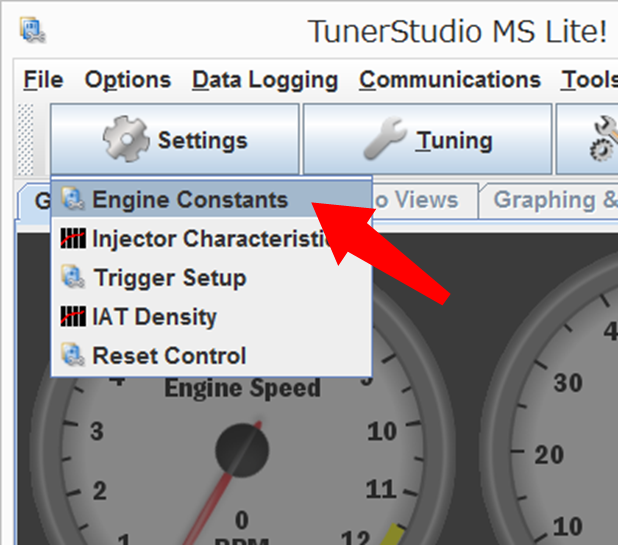 TunerStudio MS Lite!
File Options Data Logging Communications Tools
Settings Tuning
G o Views Graphing &
Engine Constants
Injector Characteristi
Trigger Setup
IAT Density
Reset Control
4 Engine Speed 9
3 10
2 11
1 0 12
RPM
4
30
20
10